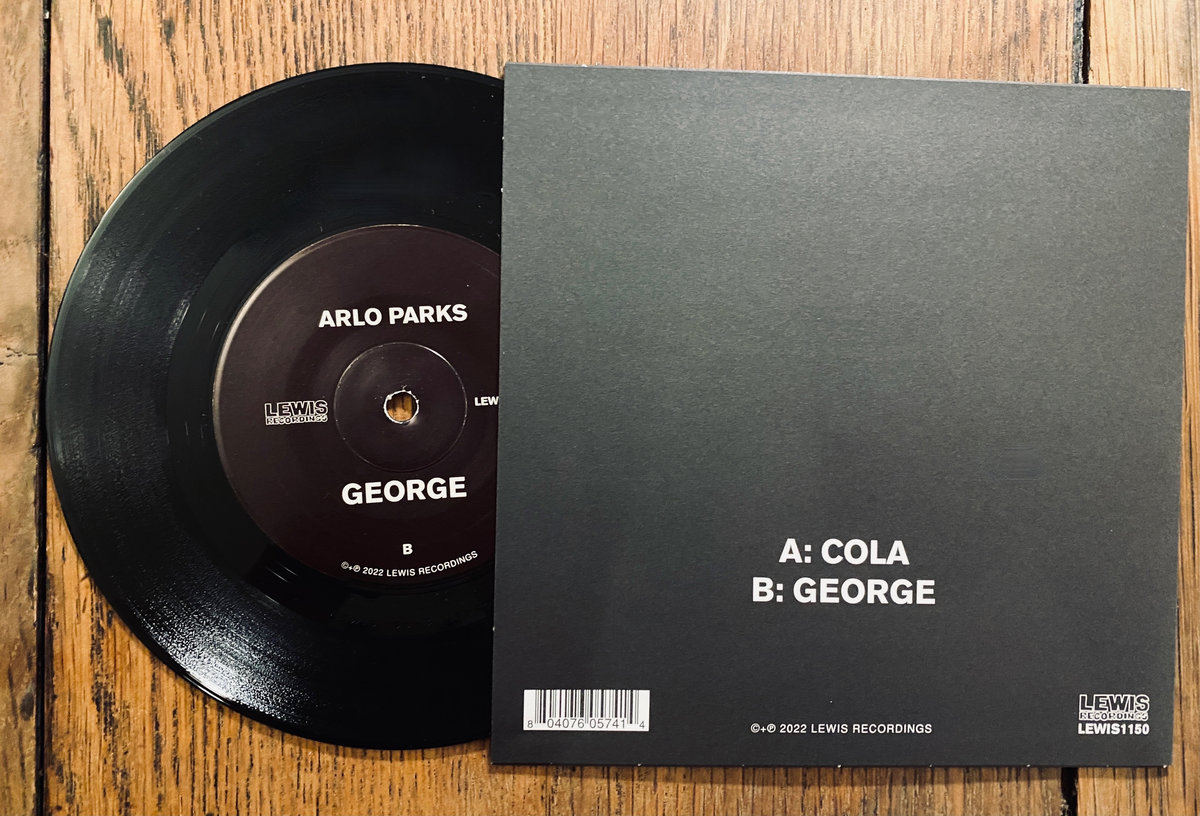 ARLO PARKS
LEWIS
RECORDINGS
LEW
GEORGE
B
©+℗ 2022 LEWIS RECORDINGS
A: COLA
B: GEORGE
8 04076 05741 4
©+℗ 2022 LEWIS RECORDINGS
LEWIS
RECORDINGS
LEWIS1150